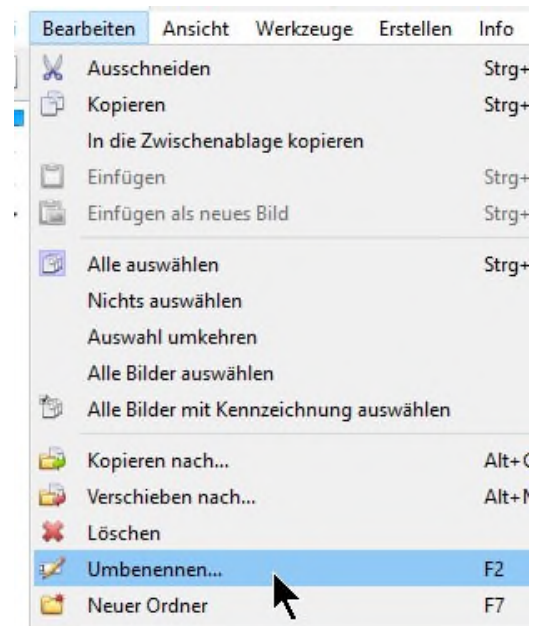 Bearbeiten Ansicht Werkzeuge Erstellen Info
Ausschneiden Strg+
Kopieren Strg+
In die Zwischenablage kopieren
Einfügen Strg+
Einfügen als neues Bild Strg+
Alle auswählen Strg+
Nichts auswählen
Auswahl umkehren
Alle Bilder auswählen
Alle Bilder mit Kennzeichnung auswählen
Kopieren nach... Alt+
Verschieben nach... Alt+
Löschen
Umbenennen... F2
Neuer Ordner F7